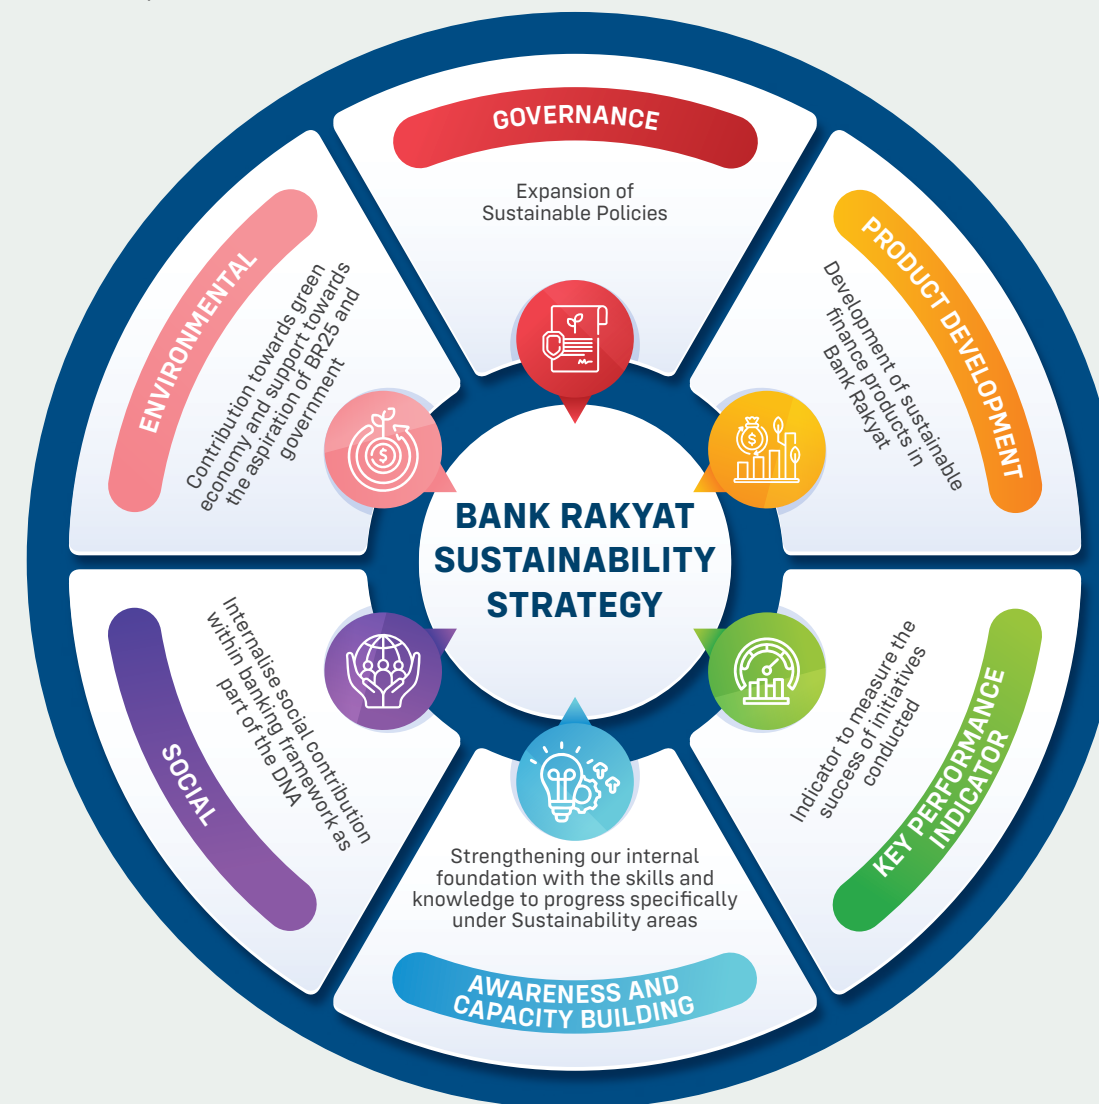 GOVERNANCE
Expansion of
Sustainable Policies
PRODUCT DEVELOPMENT
Development of sustainable
finance products in
Bank Rakyat
KEY PERFORMANCE
INDICATOR
Indicator to measure the
success of initiatives
conducted
Strengthening our internal
foundation with the skills and
knowledge to progress specifically
under Sustainability areas
AWARENESS AND
CAPACITY BUILDING
SOCIAL
Internalise social contribution
within banking framework as
part of the DNA
ENVIRONMENTAL
Contribution towards green
economy and support towards
the aspiration of BR25 and
government
BANK RAKYAT
SUSTAINABILITY
STRATEGY
$
$